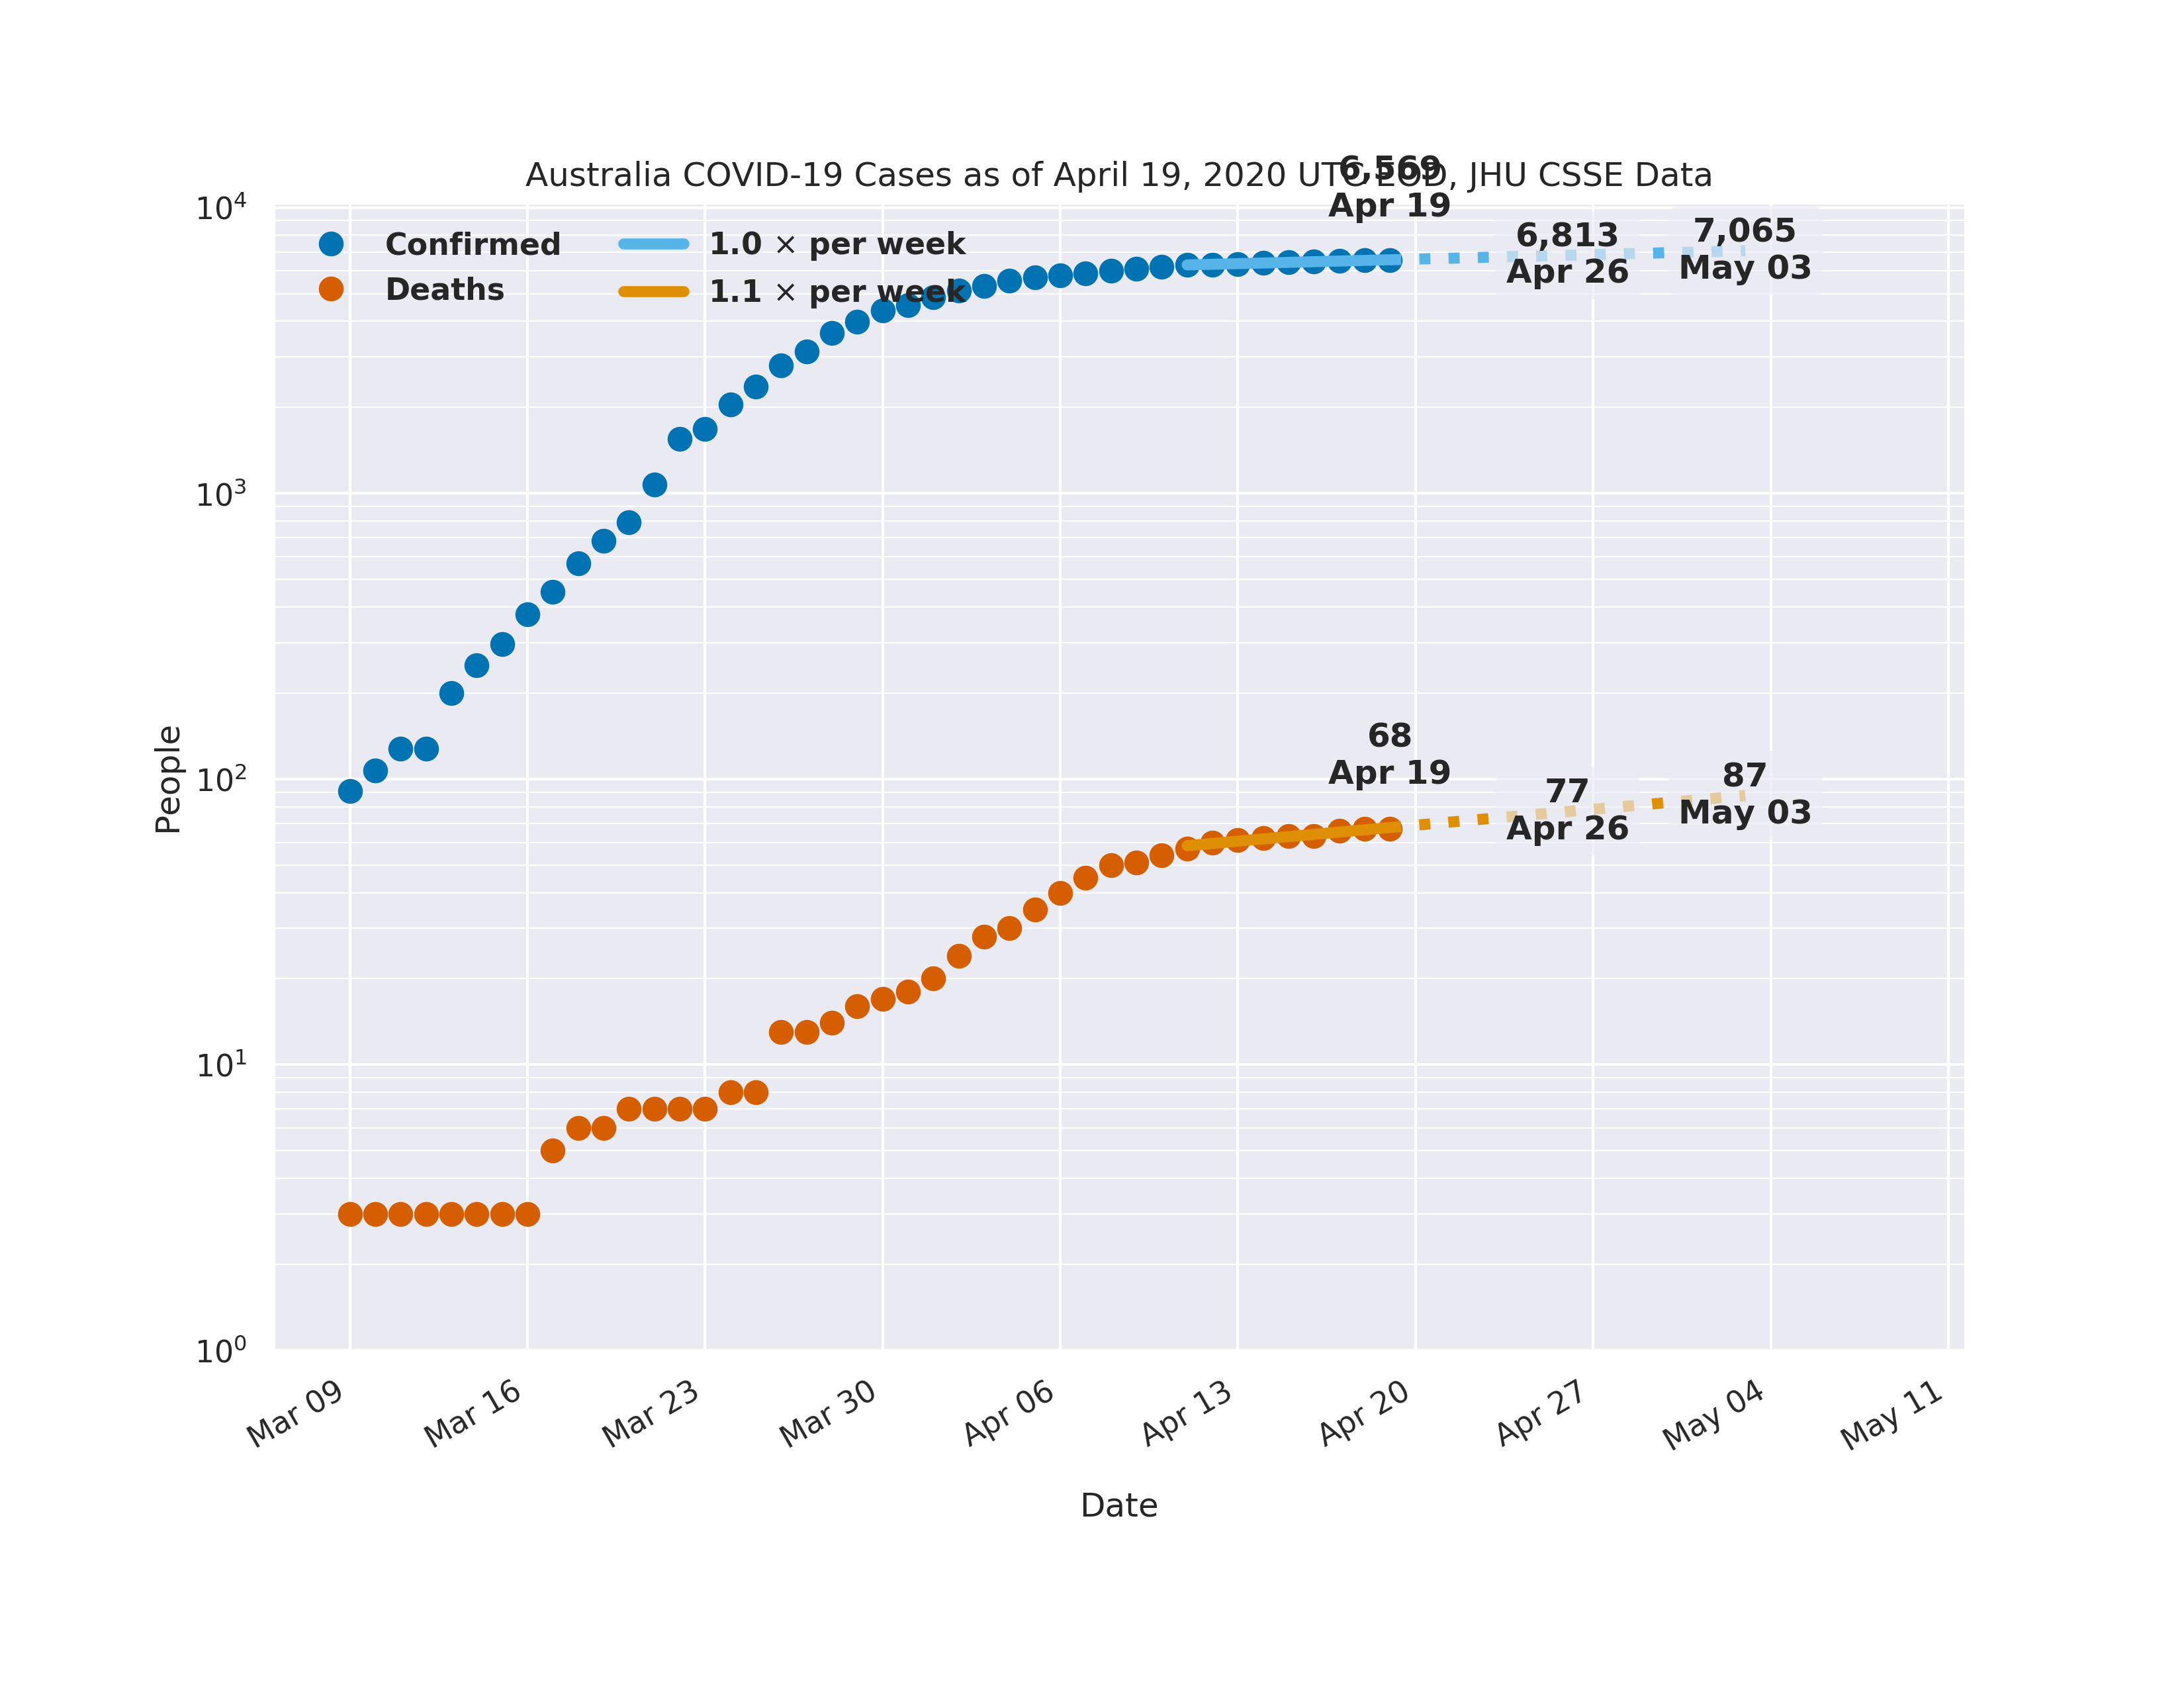 Australia COVID-19 Cases as of April 19, 2020 UTC EOD, JHU CSSE Data
6,569
Apr 19
6,813
Apr 26
7,065
May 03
Confirmed
Deaths
1.0 × per week
1.1 × per week
68
Apr 19
77
Apr 26
87
May 03
People
10⁴
10³
10²
10¹
10⁰
Mar 09
Mar 16
Mar 23
Mar 30
Apr 06
Apr 13
Apr 20
Apr 27
May 04
May 11
Date